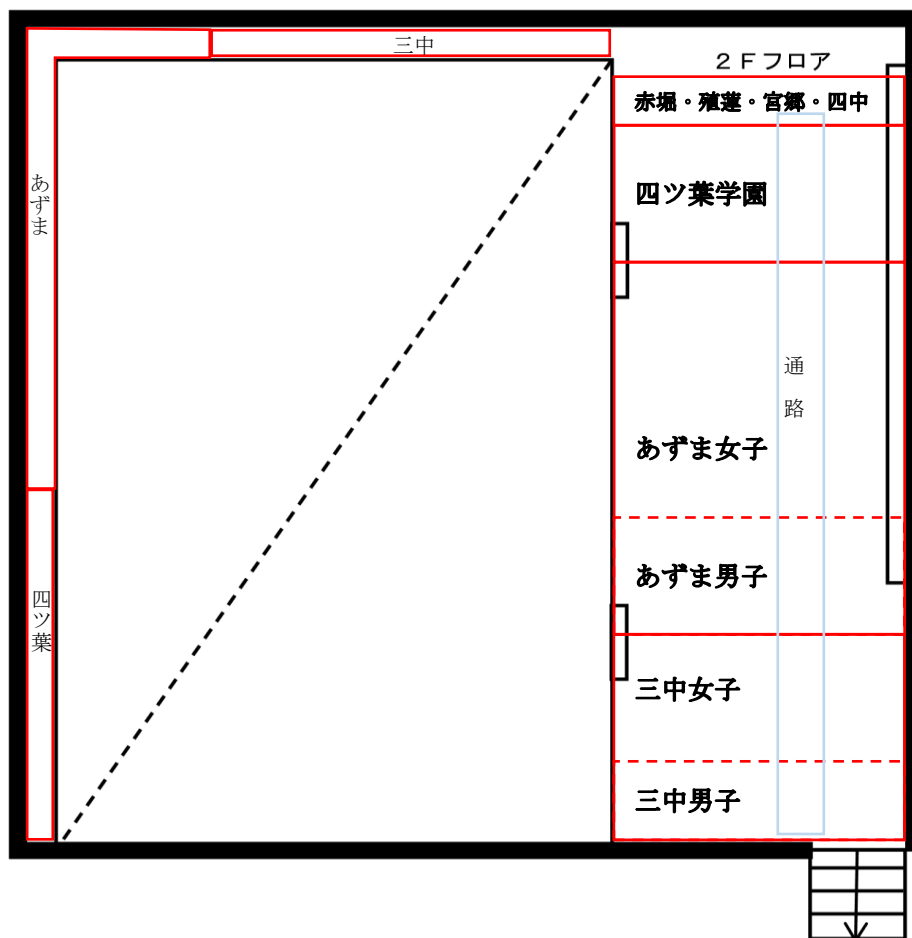 三中
２Ｆフロア
赤堀・殖蓮・宮郷・四中
あずま
四ツ葉学園
通路
あずま女子
あずま男子
四ツ葉
三中女子
三中男子